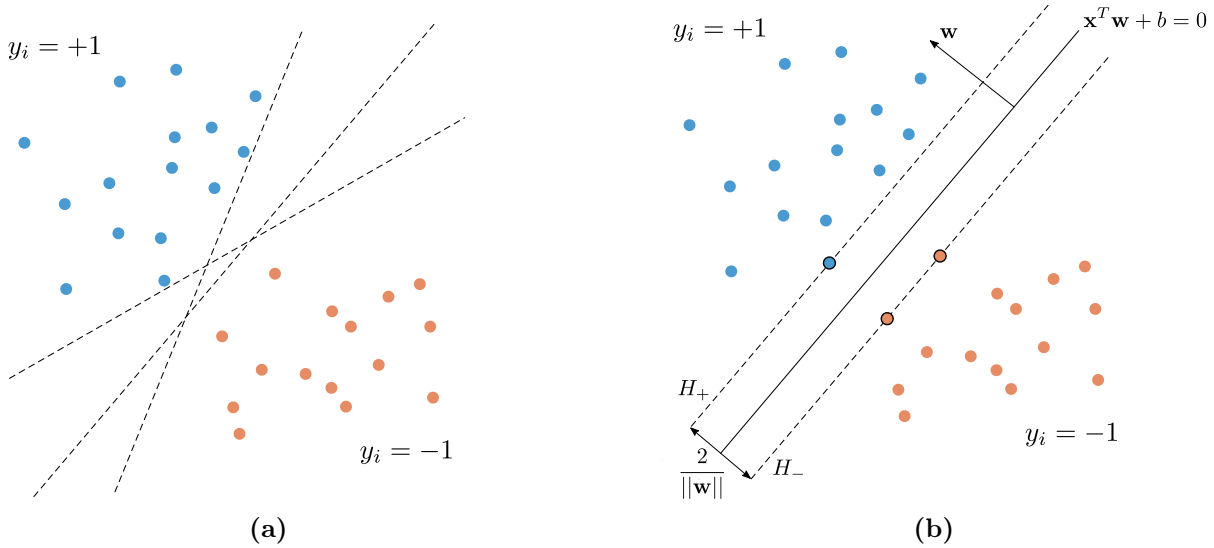 y_i = +1
y_i = −1
(a)
y_i = +1
w
x^T w + b = 0
H_+
2
||w||
H_−
y_i = −1
(b)